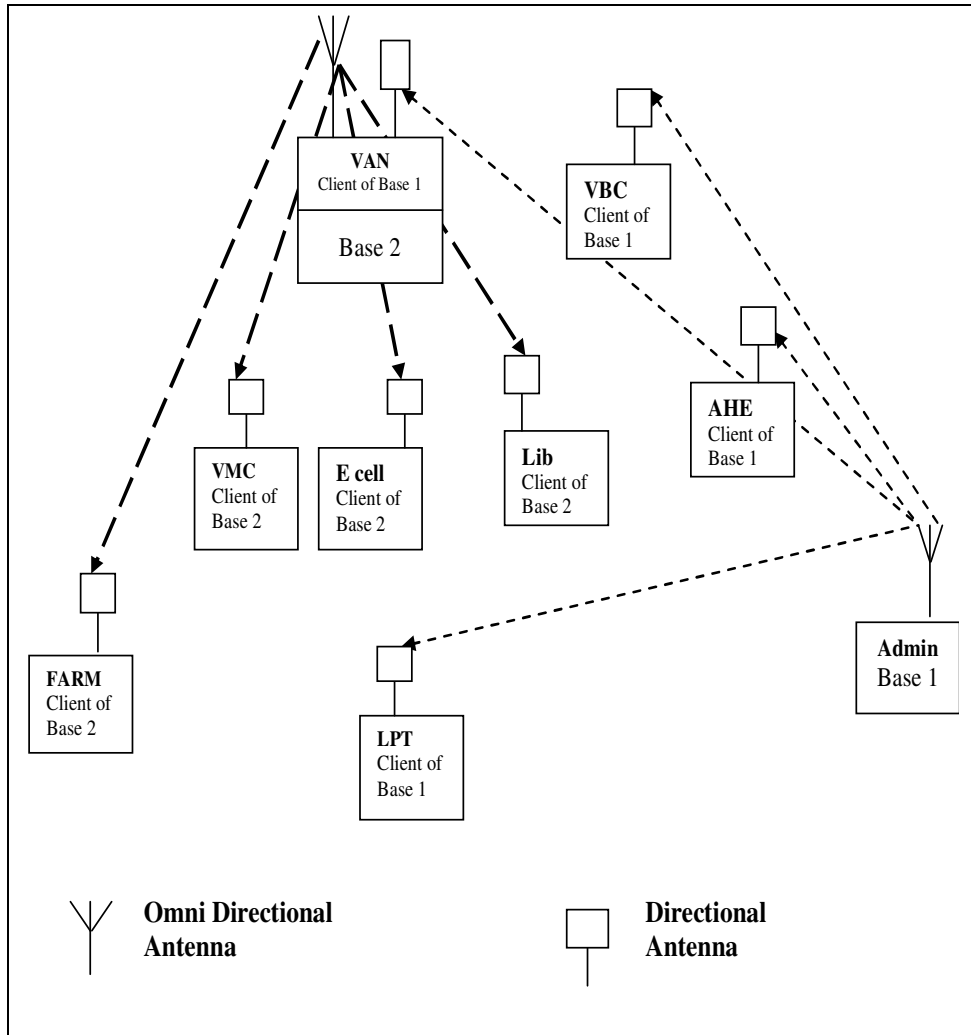 VAN
Client of Base 1
Base 2
VBC
Client of
Base 1
AHE
Client of
Base 1
VMC
Client of
Base 2
E cell
Client of
Base 2
Lib
Client of
Base 2
Admin
Base 1
FARM
Client of
Base 2
LPT
Client of
Base 1
Omni Directional
Antenna
Directional
Antenna